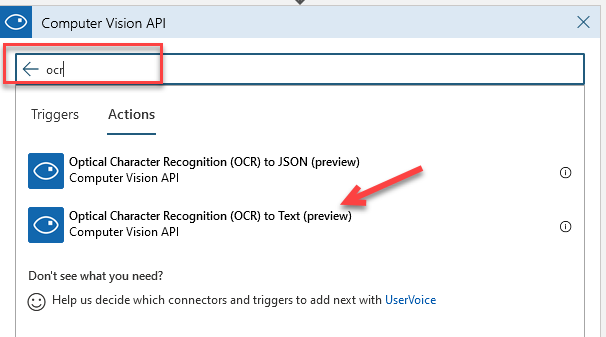 Computer Vision API
ocr
Triggers Actions
Optical Character Recognition (OCR) to JSON (preview)
Computer Vision API
Optical Character Recognition (OCR) to Text (preview)
Computer Vision API
Don't see what you need?
Help us decide which connectors and triggers to add next with UserVoice